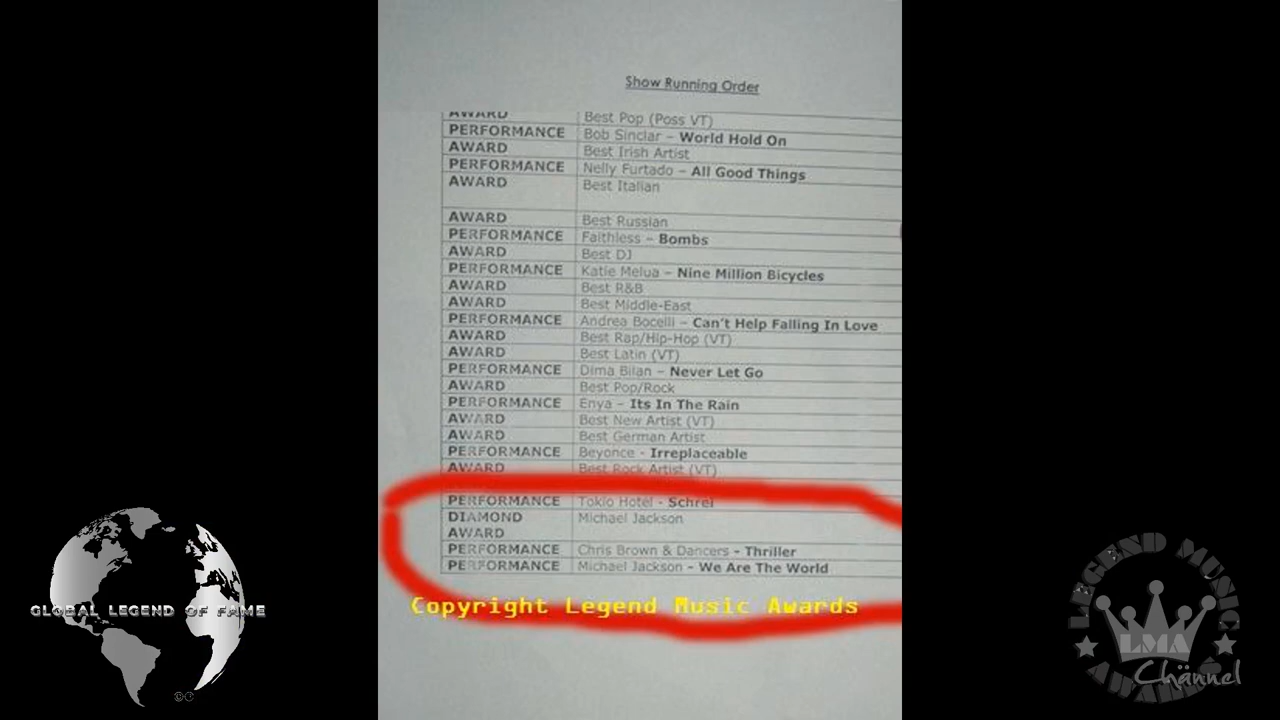 Show Running Order
AWARD Best Pop (Poss VT)
PERFORMANCE Bob Sinclar – World Hold On
AWARD Best Irish Artist
PERFORMANCE Nelly Furtado – All Good Things
AWARD Best Italian
AWARD Best Russian
PERFORMANCE Faithless – Bombs
AWARD Best DJ
PERFORMANCE Katie Melua – Nine Million Bicycles
AWARD Best R&B
AWARD Best Middle-East
PERFORMANCE Andrea Bocelli – Can't Help Falling In Love
AWARD Best Rap/Hip-Hop (VT)
AWARD Best Latin (VT)
PERFORMANCE Dima Bilan – Never Let Go
AWARD Best Pop/Rock
PERFORMANCE Enya – Its In The Rain
AWARD Best New Artist (VT)
AWARD Best German Artist
PERFORMANCE Beyonce - Irreplaceable
AWARD Best Rock Artist (VT)
PERFORMANCE Tokio Hotel - Schrei
DIAMOND Michael Jackson
AWARD
PERFORMANCE Chris Brown & Dancers - Thriller
PERFORMANCE Michael Jackson - We Are The World
Copyright Legend Music Awards
GLOBAL LEGEND OF FAME
LEGEND MUSIC
LMA
Channel
AWARDS